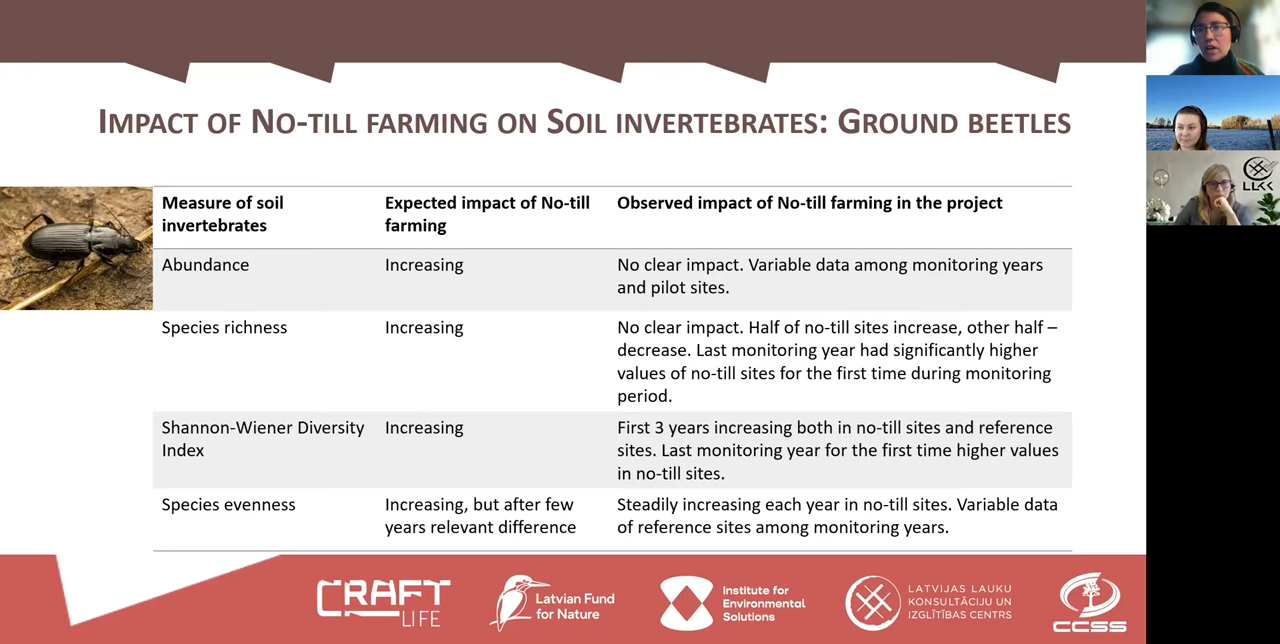 IMPACT OF NO-TILL FARMING ON SOIL INVERTEBRATES: GROUND BEETLES
Measure of soil
invertebrates
Expected impact of No-till
farming
Observed impact of No-till farming in the project
Abundance
Increasing
No clear impact. Variable data among monitoring years
and pilot sites.
Species richness
Increasing
No clear impact. Half of no-till sites increase, other half –
decrease. Last monitoring year had significantly higher
values of no-till sites for the first time during monitoring
period.
Shannon-Wiener Diversity
Index
Increasing
First 3 years increasing both in no-till sites and reference
sites. Last monitoring year for the first time higher values
in no-till sites.
Species evenness
Increasing, but after few
years relevant difference
Steadily increasing each year in no-till sites. Variable data
of reference sites among monitoring years.
CRAFT
LIFE
Latvian Fund
for Nature
Institute for
Environmental
Solutions
LATVIJAS LAUKU
KONSULTĀCIJU UN
IZGLĪTĪBAS CENTRS
CCSS
LLKC